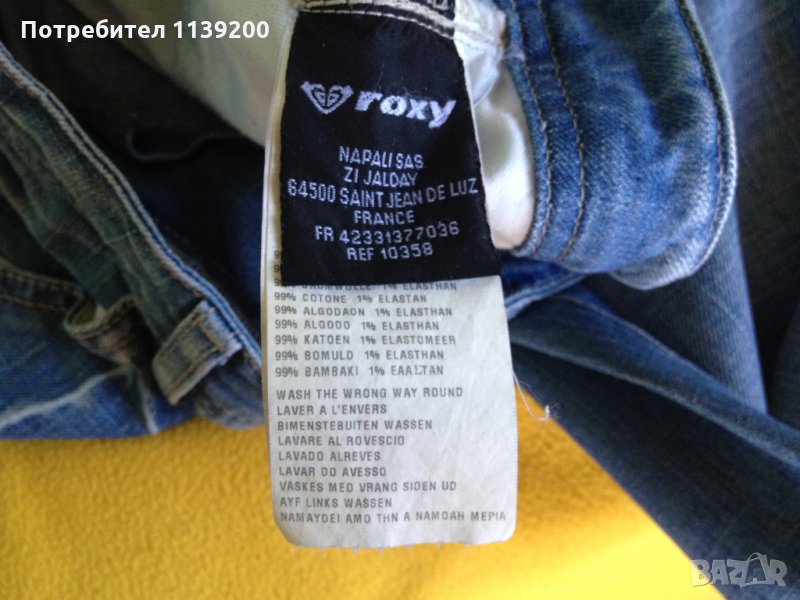 Потребител 1139200
roxy
NAPALI SAS
ZI JALDAY
64500 SAINT JEAN DE LUZ
FRANCE
FR 42331377036
REF 10358
1% ELASTHAN
99% COTONE 1% ELASTAN
99% ALGODAON 1% ELASTHAN
99% ALGODO 1% ELASTHAN
99% KATOEN 1% ELASTOMEER
99% BOMULD 1% ELASTHAN
99% BAMBAKI 1% EAALTAN
WASH THE WRONG WAY ROUND
LAVER A L'ENVERS
BIMENSTEBUITEN WASSEN
LAVARE AL ROVESCIO
LAVADO ALREVES
LAVAR DO AVESSO
VASKES MED VRANG SIDEN UD
AYF LINKS WASSEN
NAMAYDEI AMO THN A NAMOAH MEPIA
BAZAR